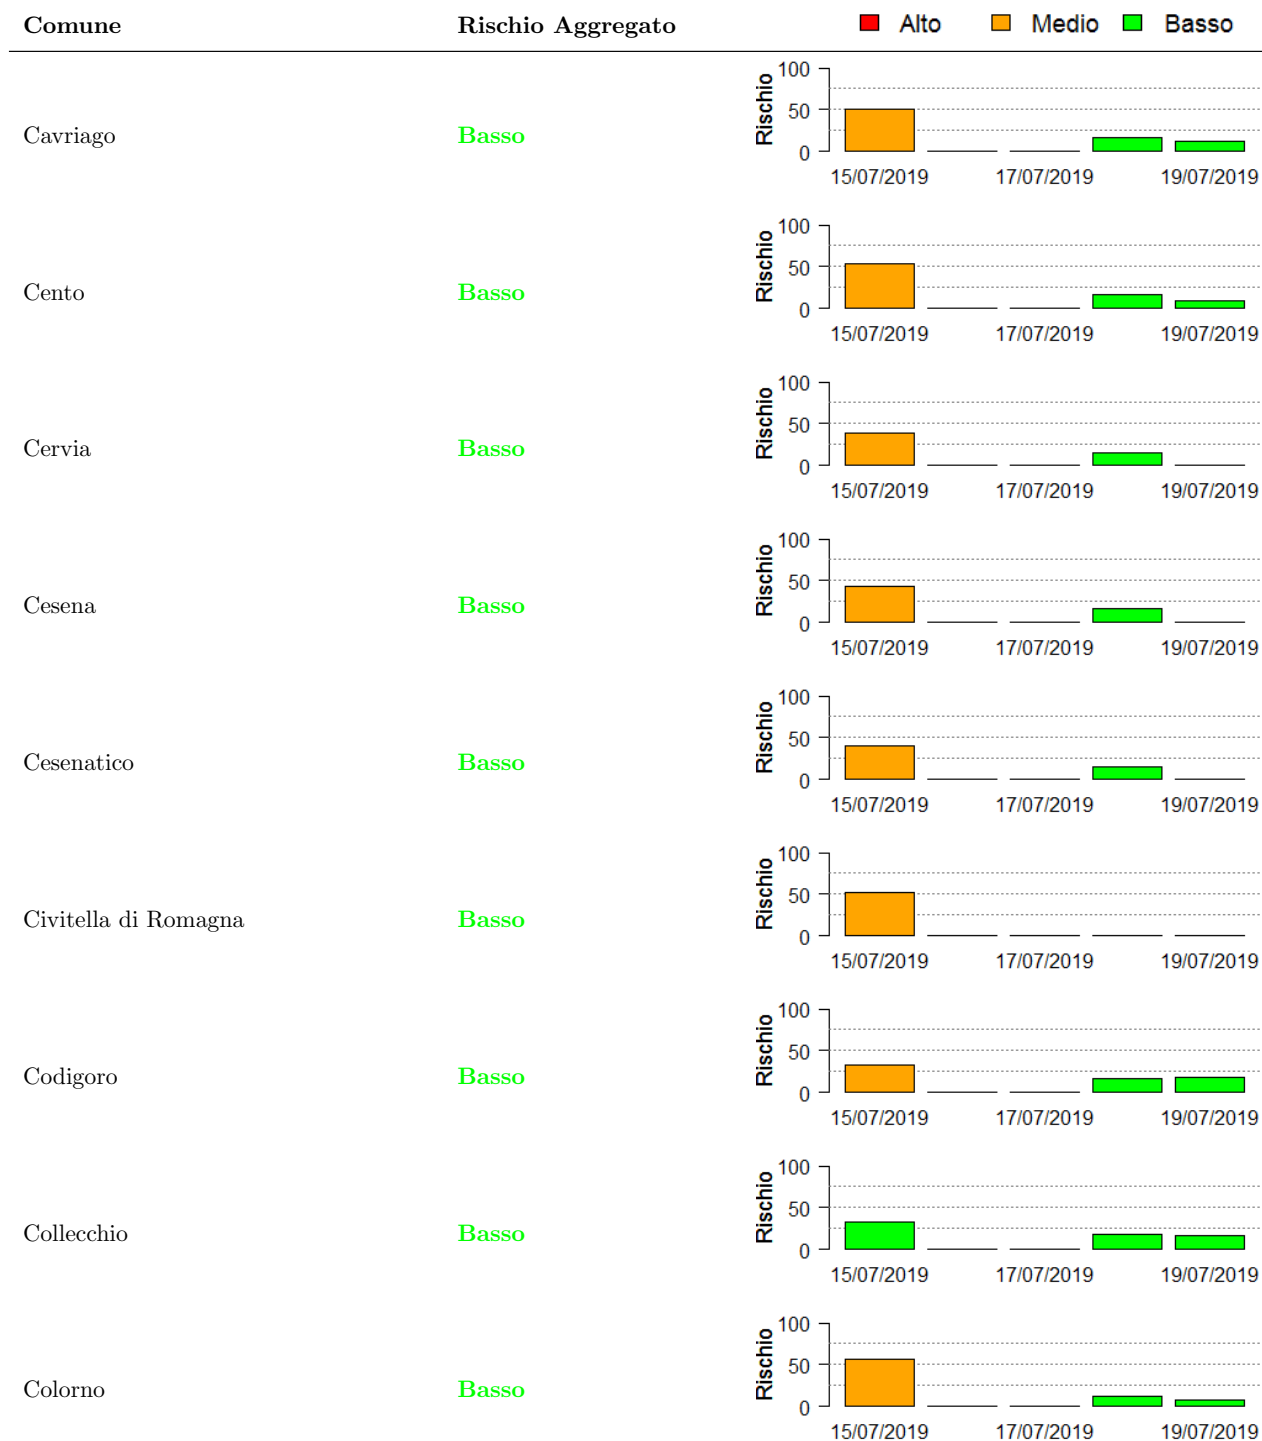 Comune Rischio Aggregato Alto Medio Basso
Cavriago Basso Rischio 100 50 0
15/07/2019 17/07/2019 19/07/2019
Cento Basso Rischio 100 50 0
15/07/2019 17/07/2019 19/07/2019
Cervia Basso Rischio 100 50 0
15/07/2019 17/07/2019 19/07/2019
Cesena Basso Rischio 100 50 0
15/07/2019 17/07/2019 19/07/2019
Cesenatico Basso Rischio 100 50 0
15/07/2019 17/07/2019 19/07/2019
Civitella di Romagna Basso Rischio 100 50 0
15/07/2019 17/07/2019 19/07/2019
Codigoro Basso Rischio 100 50 0
15/07/2019 17/07/2019 19/07/2019
Collecchio Basso Rischio 100 50 0
15/07/2019 17/07/2019 19/07/2019
Colorno Basso Rischio 100 50 0
15/07/2019 17/07/2019 19/07/2019